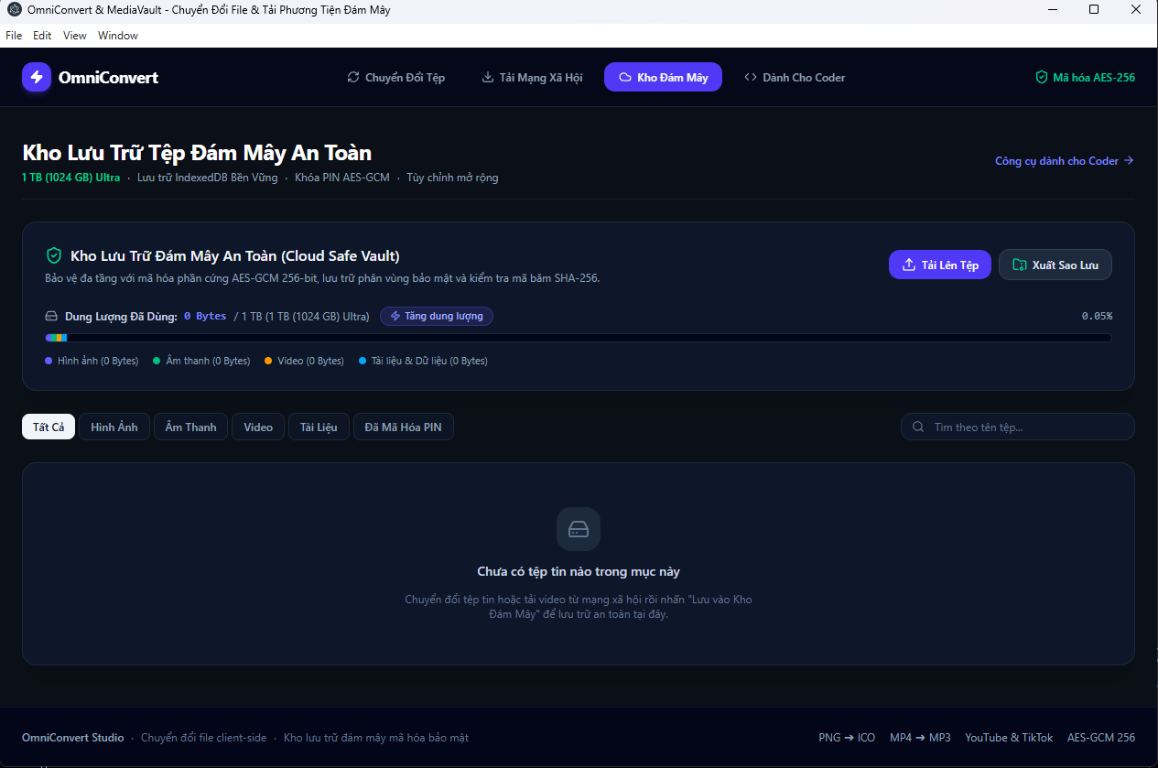 OmniConvert & MediaVault - Chuyển Đổi File & Tải Phương Tiện Đám Mây
File Edit View Window
OmniConvert Chuyển Đổi Tệp Tải Mạng Xã Hội Kho Đám Mây Dành Cho Coder Mã hóa AES-256
Kho Lưu Trữ Tệp Đám Mây An Toàn
Công cụ dành cho Coder →
1 TB (1024 GB) Ultra · Lưu trữ IndexedDB Bền Vững · Khóa PIN AES-GCM · Tùy chỉnh mở rộng
Kho Lưu Trữ Đám Mây An Toàn (Cloud Safe Vault)
Bảo vệ đa tầng với mã hóa phần cứng AES-GCM 256-bit, lưu trữ phân vùng bảo mật và kiểm tra mã băm SHA-256.
Tải Lên Tệp Xuất Sao Lưu
Dung Lượng Đã Dùng: 0 Bytes / 1 TB (1 TB (1024 GB) Ultra) Tăng dung lượng 0.05%
Hình ảnh (0 Bytes) Âm thanh (0 Bytes) Video (0 Bytes) Tài liệu & Dữ liệu (0 Bytes)
Tất Cả Hình Ảnh Âm Thanh Video Tài Liệu Đã Mã Hóa PIN Tìm theo tên tệp...
Chưa có tệp tin nào trong mục này
Chuyển đổi tệp tin hoặc tải video từ mạng xã hội rồi nhấn "Lưu vào Kho
Đám Mây" để lưu trữ an toàn tại đây.
OmniConvert Studio · Chuyển đổi file client-side · Kho lưu trữ đám mây mã hóa bảo mật PNG → ICO MP4 → MP3 YouTube & TikTok AES-GCM 256